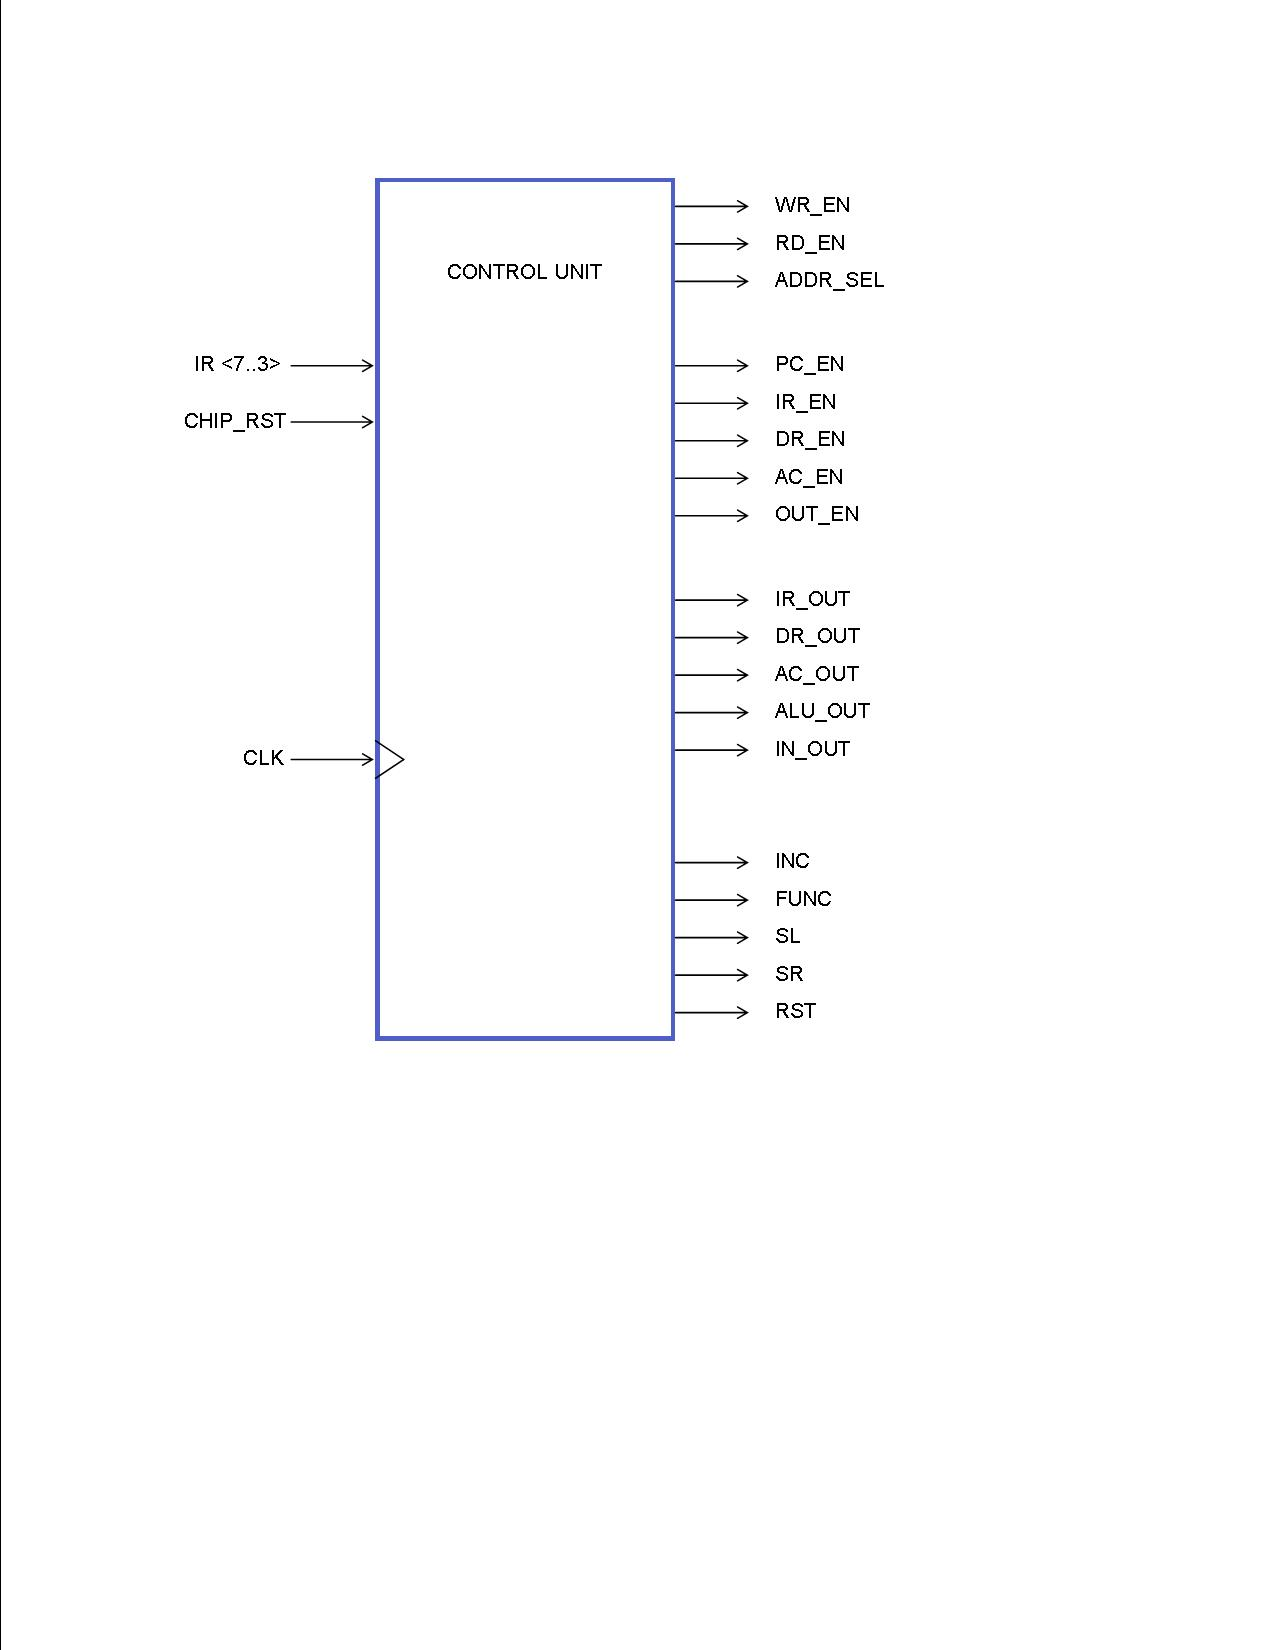 WR_EN
RD_EN
CONTROL UNIT
ADDR_SEL
IR <7..3>
PC_EN
IR_EN
CHIP_RST
DR_EN
AC_EN
OUT_EN
IR_OUT
DR_OUT
AC_OUT
ALU_OUT
IN_OUT
CLK
INC
FUNC
SL
SR
RST